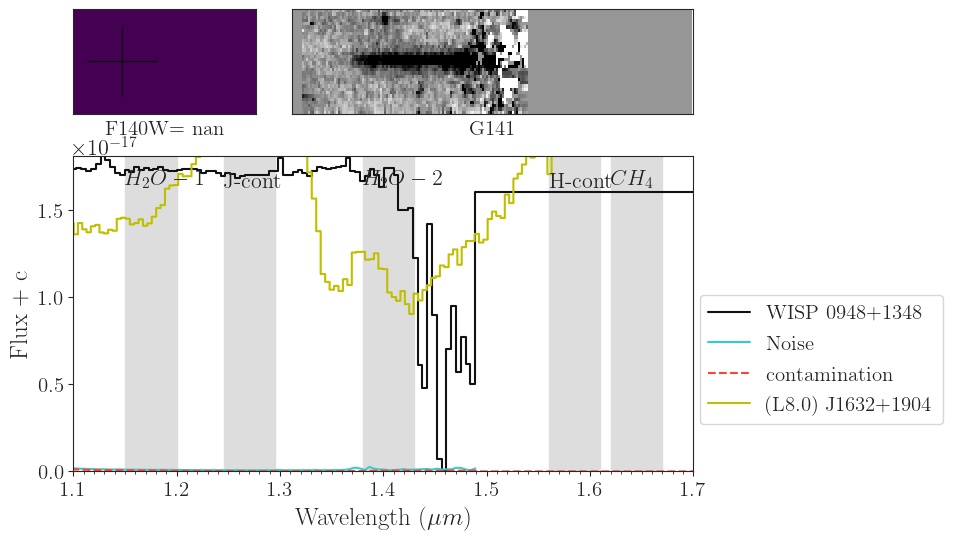 F140W= nan
G141
×10⁻¹⁷
H₂O − 1
J-cont
H₂O − 2
H-cont
CH₄
1.5
1.0
0.5
0.0
Flux + c
1.1
1.2
1.3
1.4
1.5
1.6
1.7
Wavelength (μm)
WISP 0948+1348
Noise
contamination
(L8.0) J1632+1904